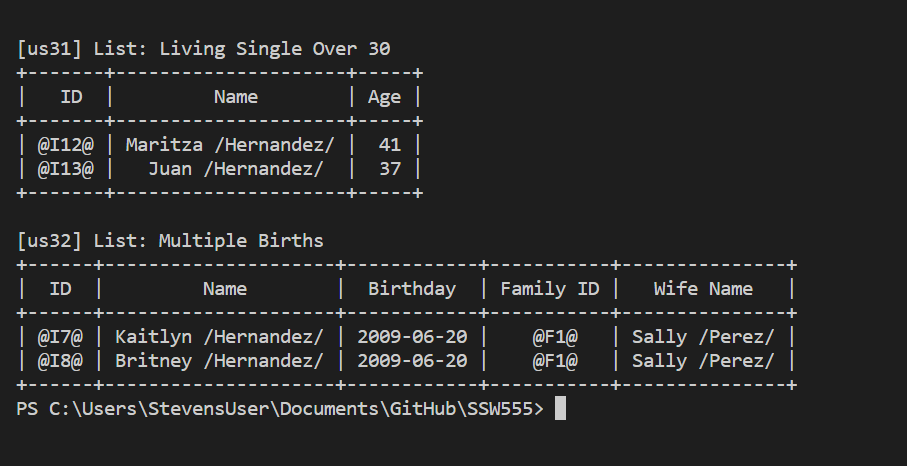 [us31] List: Living Single Over 30
+-------+---------------------+-----+
|   ID  |         Name        | Age |
+-------+---------------------+-----+
| @I12@ | Maritza /Hernandez/ |  41 |
| @I13@ |   Juan /Hernandez/  |  37 |
+-------+---------------------+-----+
[us32] List: Multiple Births
+------+---------------------+------------+-----------+---------------+
|  ID  |         Name        |  Birthday  | Family ID |   Wife Name   |
+------+---------------------+------------+-----------+---------------+
| @I7@ | Kaitlyn /Hernandez/ | 2009-06-20 |    @F1@   | Sally /Perez/ |
| @I8@ | Britney /Hernandez/ | 2009-06-20 |    @F1@   | Sally /Perez/ |
+------+---------------------+------------+-----------+---------------+
PS C:\Users\StevensUser\Documents\GitHub\SSW555>